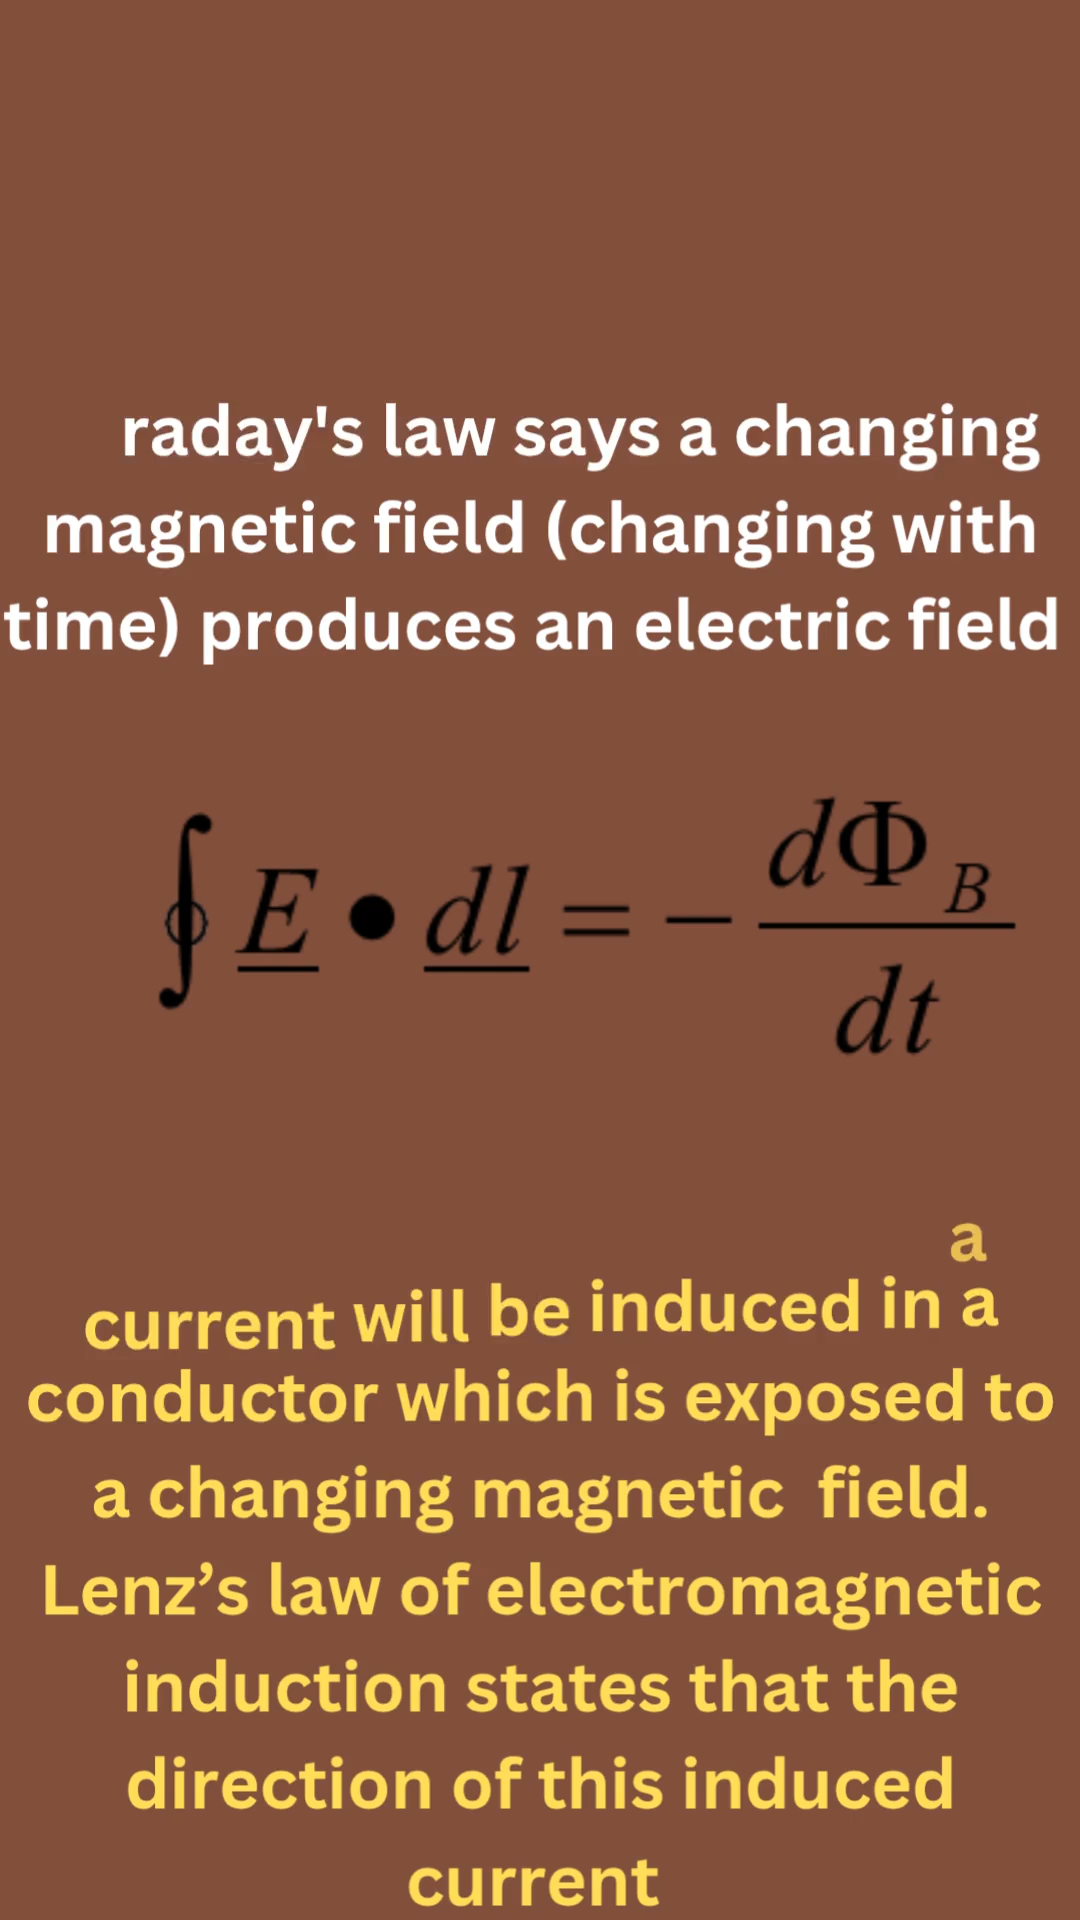 raday's law says a changing
magnetic field (changing with
time) produces an electric field
∮ E • dl = − dΦ_B / dt
a
current will be induced in a
conductor which is exposed to
a changing magnetic field.
Lenz’s law of electromagnetic
induction states that the
direction of this induced
current